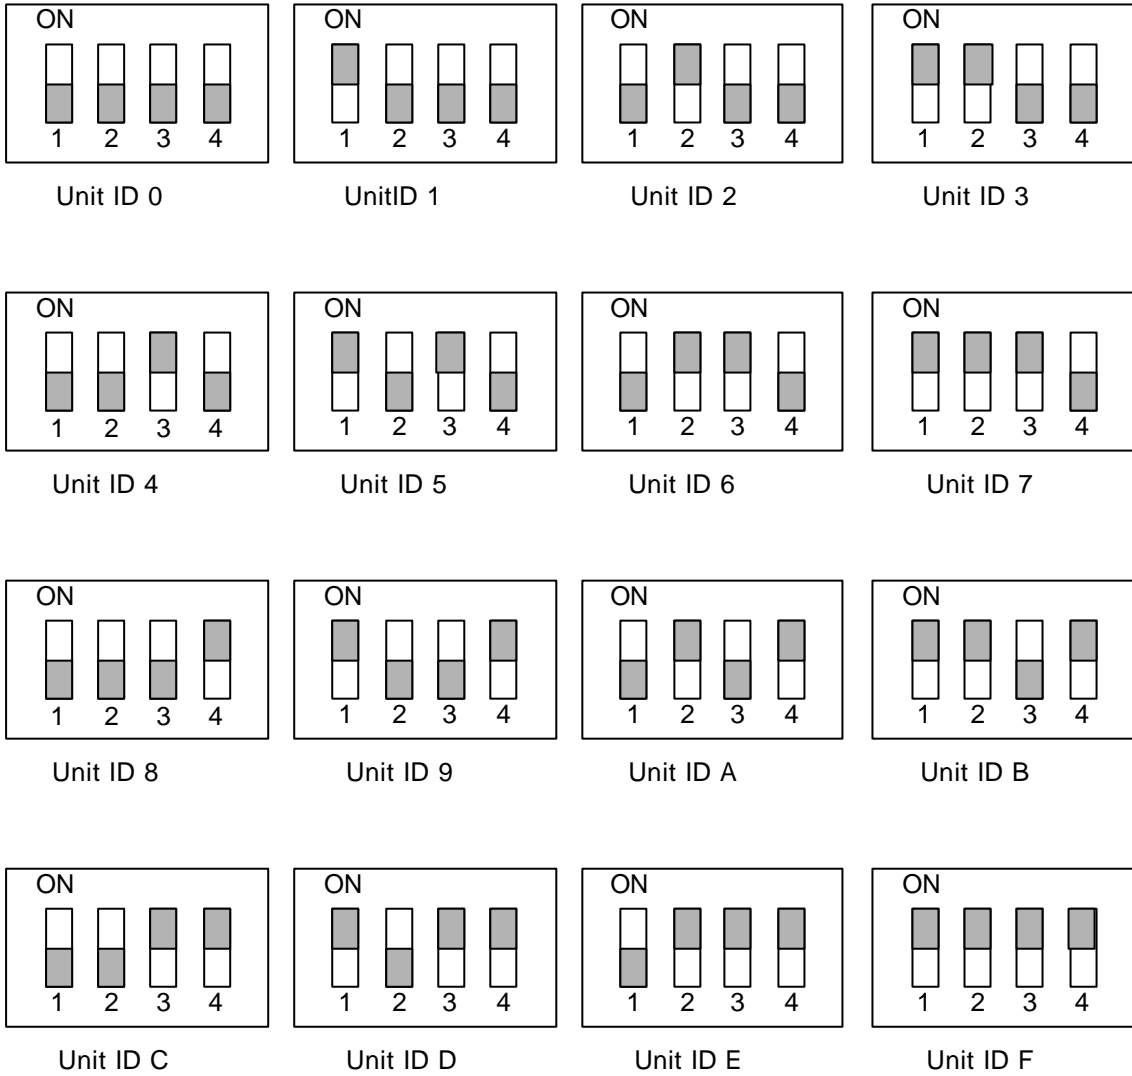 ON ON ON ON
1 2 3 4 1 2 3 4 1 2 3 4 1 2 3 4
Unit ID 0 UnitID 1 Unit ID 2 Unit ID 3
ON ON ON ON
1 2 3 4 1 2 3 4 1 2 3 4 1 2 3 4
Unit ID 4 Unit ID 5 Unit ID 6 Unit ID 7
ON ON ON ON
1 2 3 4 1 2 3 4 1 2 3 4 1 2 3 4
Unit ID 8 Unit ID 9 Unit ID A Unit ID B
ON ON ON ON
1 2 3 4 1 2 3 4 1 2 3 4 1 2 3 4
Unit ID C Unit ID D Unit ID E Unit ID F